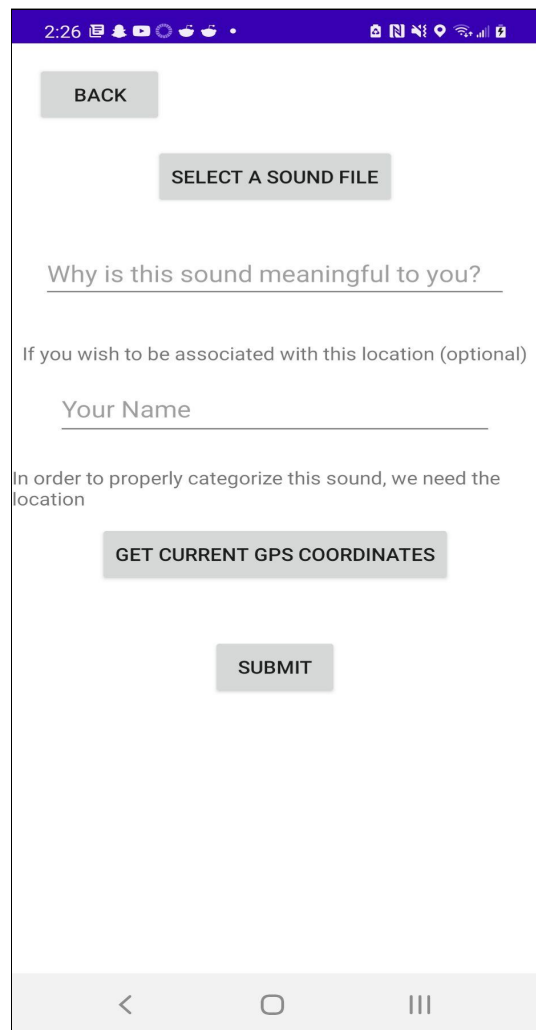 2:26
BACK
SELECT A SOUND FILE
Why is this sound meaningful to you?
If you wish to be associated with this location (optional)
Your Name
In order to properly categorize this sound, we need the
location
GET CURRENT GPS COORDINATES
SUBMIT